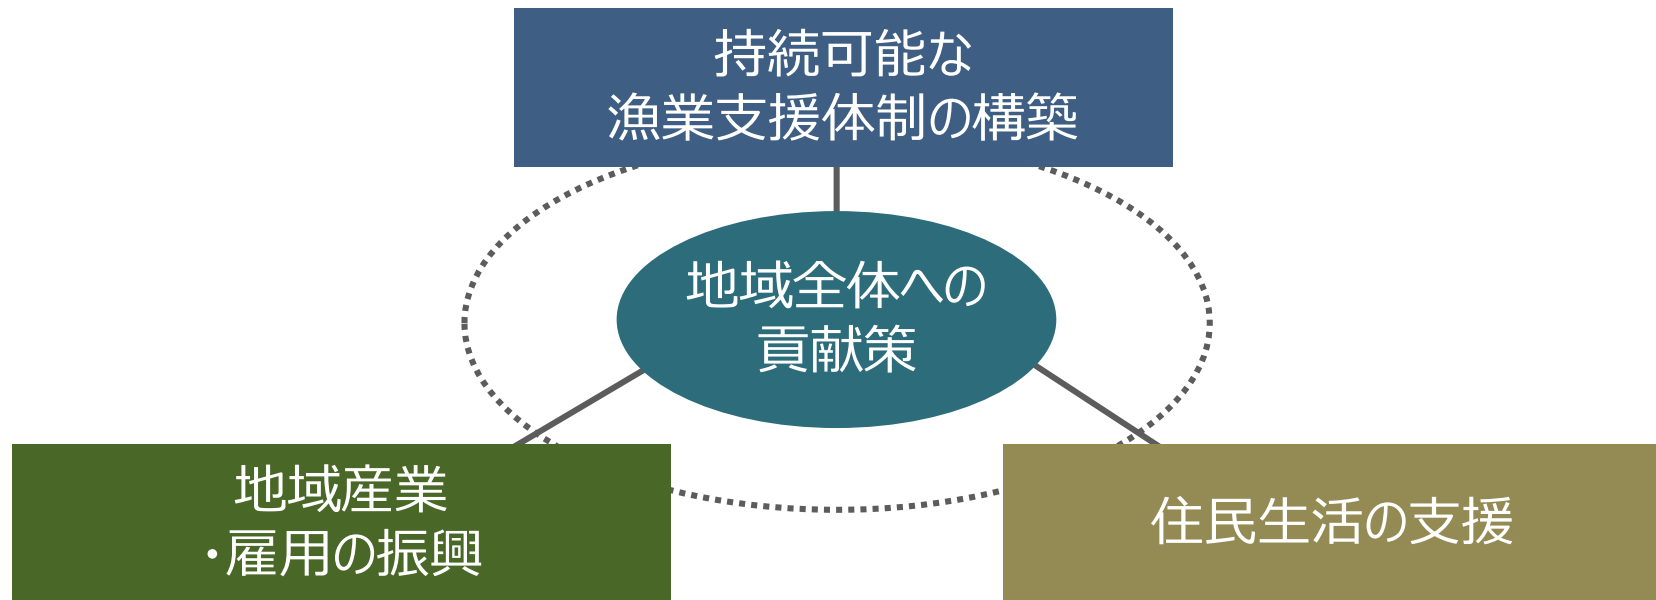 持続可能な
漁業支援体制の構築
地域全体への
貢献策
地域産業
・雇用の振興
住民生活の支援